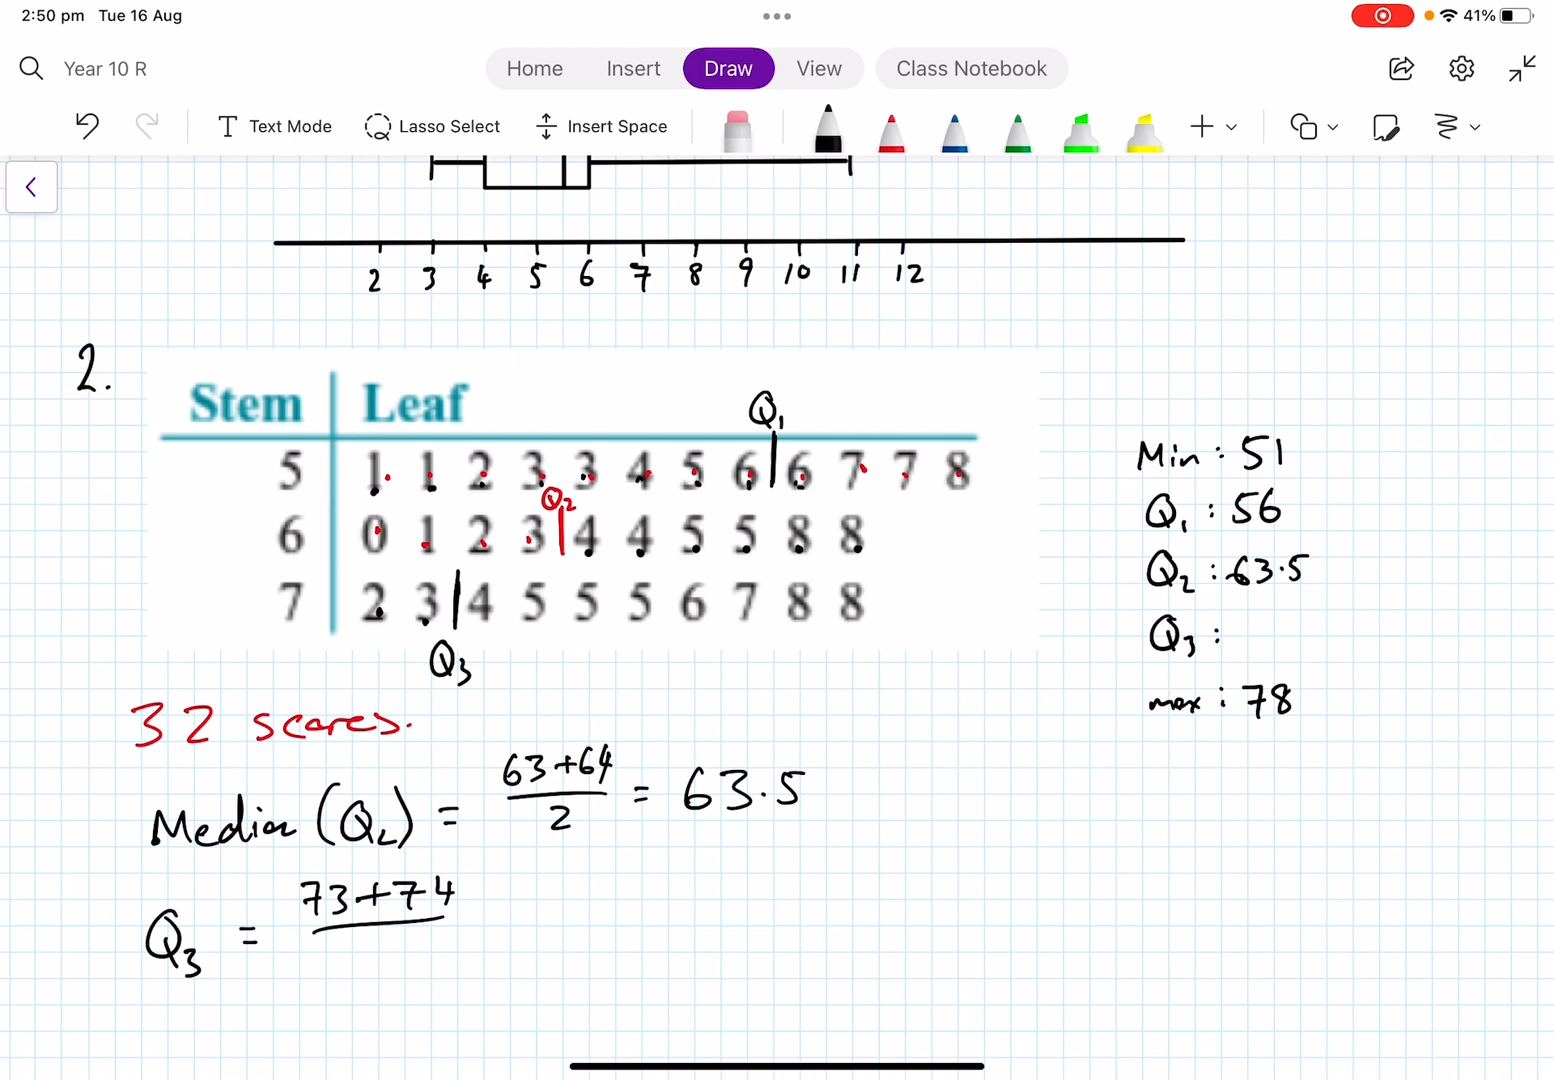 2:50 pm Tue 16 Aug
41%
Year 10 R
Home Insert Draw View Class Notebook
T Text Mode Lasso Select Insert Space
2 3 4 5 6 7 8 9 10 11 12
2.
Stem Leaf
Q1
5 1 1 2 3 3 4 5 6 6 7 7 8
Q2
6 0 1 2 3 4 4 5 5 8 8
7 2 3 4 5 5 5 6 7 8 8
Q3
Min : 51
Q1 : 56
Q2 : 63.5
Q3 :
max : 78
32 scores.
Median (Q2) = 63+64 / 2 = 63.5
Q3 = 73+74